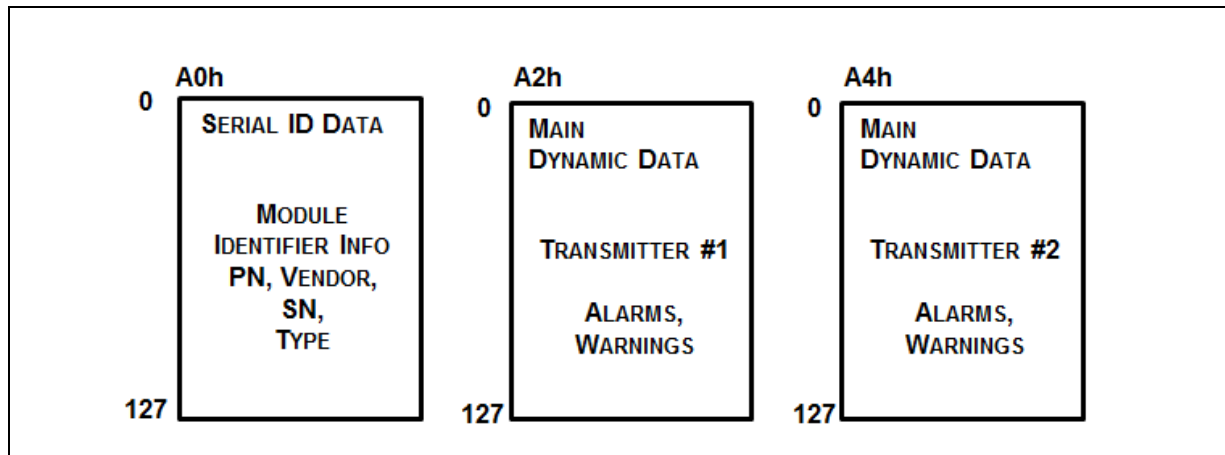 A0h
0
SERIAL ID DATA
MODULE
IDENTIFIER INFO
PN, VENDOR,
SN,
TYPE
127
A2h
0
MAIN
DYNAMIC DATA
TRANSMITTER #1
ALARMS,
WARNINGS
127
A4h
0
MAIN
DYNAMIC DATA
TRANSMITTER #2
ALARMS,
WARNINGS
127